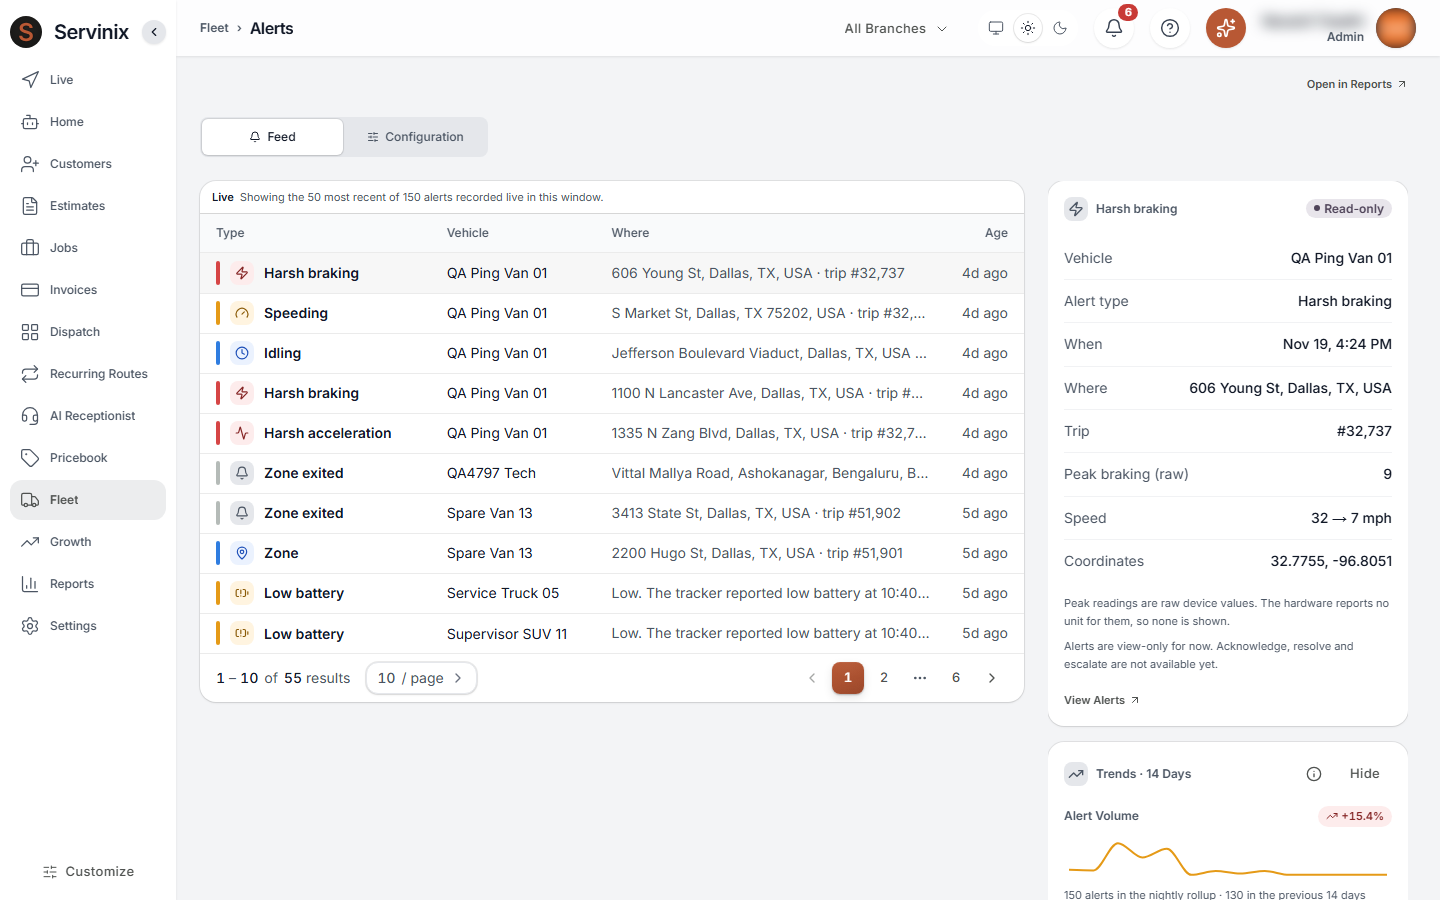 S Servinix
Fleet › Alerts
All Branches
6
Admin
Live
Home
Customers
Estimates
Jobs
Invoices
Dispatch
Recurring Routes
AI Receptionist
Pricebook
Fleet
Growth
Reports
Settings
Customize
Open in Reports
Feed
Configuration
Live Showing the 50 most recent of 150 alerts recorded live in this window.
Type Vehicle Where Age
Harsh braking QA Ping Van 01 606 Young St, Dallas, TX, USA · trip #32,737 4d ago
Speeding QA Ping Van 01 S Market St, Dallas, TX 75202, USA · trip #32,... 4d ago
Idling QA Ping Van 01 Jefferson Boulevard Viaduct, Dallas, TX, USA ... 4d ago
Harsh braking QA Ping Van 01 1100 N Lancaster Ave, Dallas, TX, USA · trip #... 4d ago
Harsh acceleration QA Ping Van 01 1335 N Zang Blvd, Dallas, TX, USA · trip #32,7... 4d ago
Zone exited QA4797 Tech Vittal Mallya Road, Ashokanagar, Bengaluru, B... 4d ago
Zone exited Spare Van 13 3413 State St, Dallas, TX, USA · trip #51,902 5d ago
Zone Spare Van 13 2200 Hugo St, Dallas, TX, USA · trip #51,901 5d ago
Low battery Service Truck 05 Low. The tracker reported low battery at 10:40... 5d ago
Low battery Supervisor SUV 11 Low. The tracker reported low battery at 10:40... 5d ago
1 – 10 of 55 results 10 / page 1 2 ... 6
Harsh braking Read-only
Vehicle QA Ping Van 01
Alert type Harsh braking
When Nov 19, 4:24 PM
Where 606 Young St, Dallas, TX, USA
Trip #32,737
Peak braking (raw) 9
Speed 32 → 7 mph
Coordinates 32.7755, -96.8051
Peak readings are raw device values. The hardware reports no
unit for them, so none is shown.
Alerts are view-only for now. Acknowledge, resolve and
escalate are not available yet.
View Alerts
Trends · 14 Days Hide
Alert Volume +15.4%
150 alerts in the nightly rollup · 130 in the previous 14 days